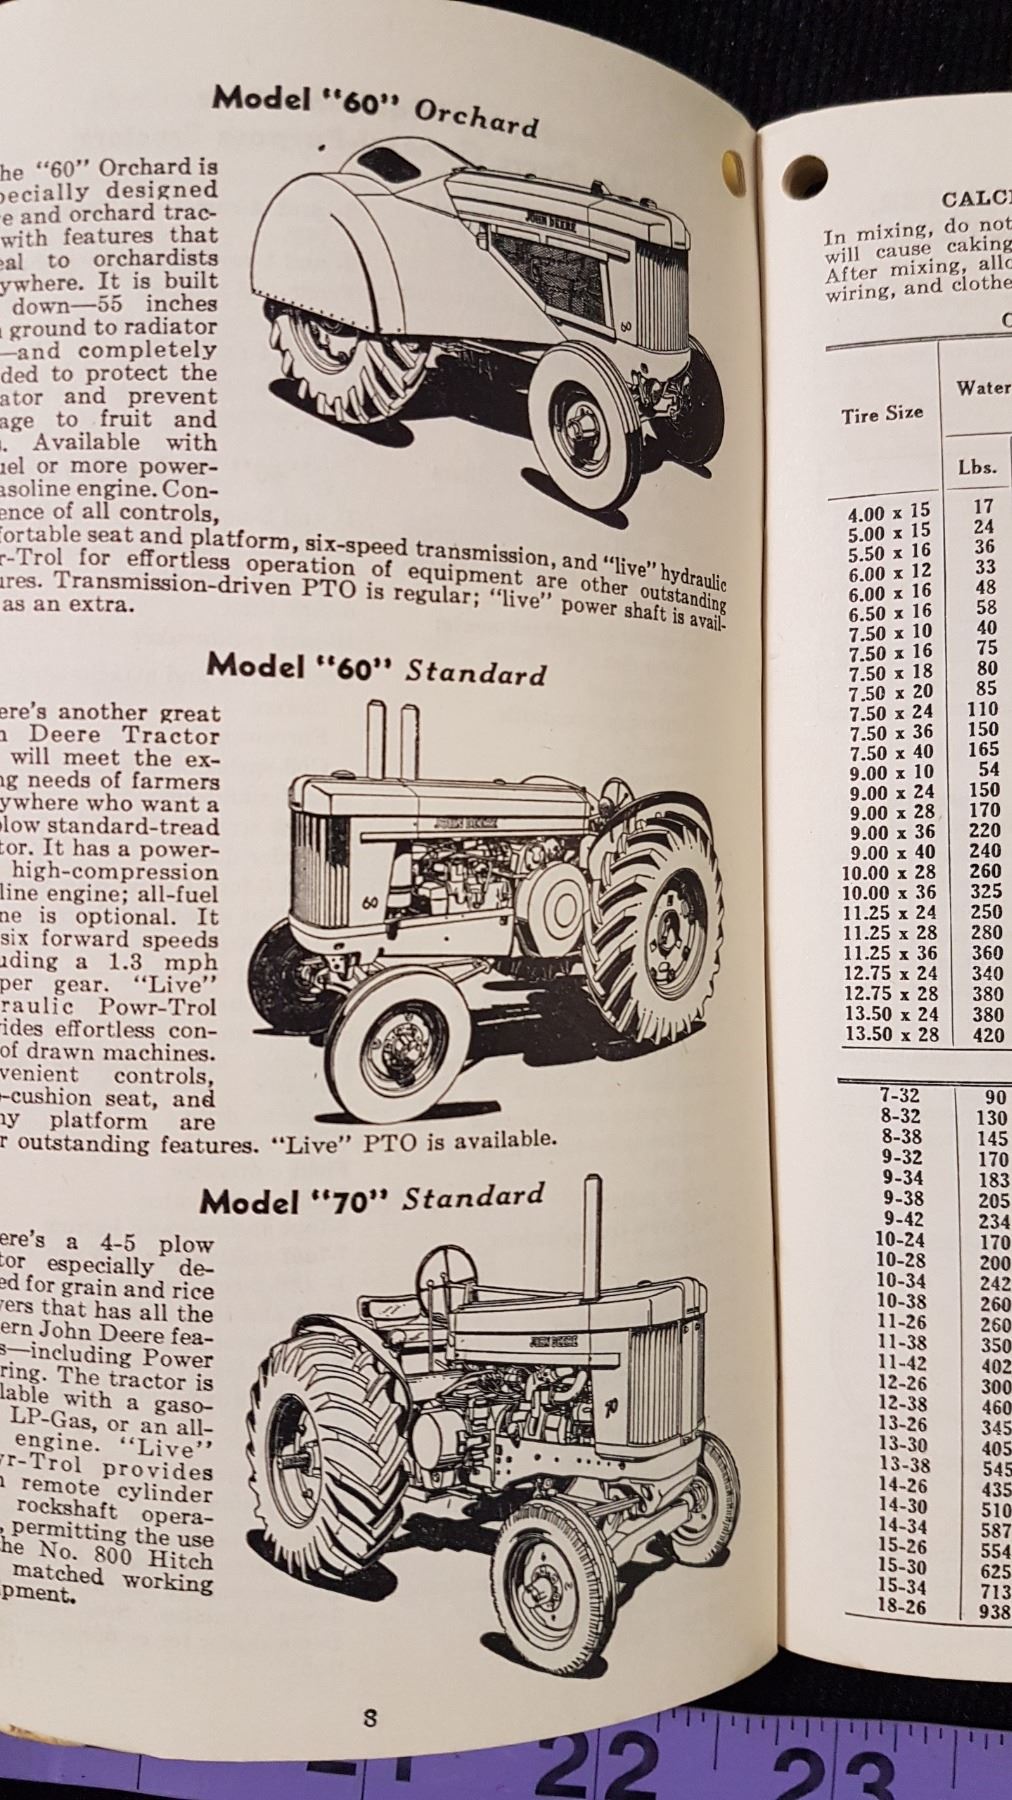 Model "60" Orchard
he "60" Orchard is
pecially designed
e and orchard trac-
with features that
eal to orchardists
ywhere. It is built
down—55 inches
ground to radiator
—and completely
ded to protect the
ator and prevent
age to fruit and
. Available with
uel or more power-
asoline engine. Con-
ence of all controls,
fortable seat and platform, six-speed transmission, and "live" hydraulic
r-Trol for effortless operation of equipment are other outstanding
ures. Transmission-driven PTO is regular; "live" power shaft is avail-
as an extra.
JOHN DEERE
60
Model "60" Standard
ere's another great
n Deere Tractor
will meet the ex-
ng needs of farmers
ywhere who want a
plow standard-tread
tor. It has a power-
high-compression
line engine; all-fuel
ne is optional. It
six forward speeds
uding a 1.3 mph
per gear. "Live"
raulic Powr-Trol
ides effortless con-
of drawn machines.
venient controls,
-cushion seat, and
ny platform are
r outstanding features. "Live" PTO is available.
JOHN DEERE
60
Model "70" Standard
ere's a 4-5 plow
tor especially de-
ed for grain and rice
ers that has all the
ern John Deere fea-
s—including Power
ring. The tractor is
lable with a gaso-
LP-Gas, or an all-
engine. "Live"
r-Trol provides
remote cylinder
rockshaft opera-
, permitting the use
he No. 800 Hitch
matched working
pment.
JOHN DEERE
70
8
CALC
In mixing, do not
will cause caking
After mixing, allo
wiring, and clothe
C
Tire Size Water
Lbs.
4.00 x 15 17
5.00 x 15 24
5.50 x 16 36
6.00 x 12 33
6.00 x 16 48
6.50 x 16 58
7.50 x 10 40
7.50 x 16 75
7.50 x 18 80
7.50 x 20 85
7.50 x 24 110
7.50 x 36 150
7.50 x 40 165
9.00 x 10 54
9.00 x 24 150
9.00 x 28 170
9.00 x 36 220
9.00 x 40 240
10.00 x 28 260
10.00 x 36 325
11.25 x 24 250
11.25 x 28 280
11.25 x 36 360
12.75 x 24 340
12.75 x 28 380
13.50 x 24 380
13.50 x 28 420
7-32 90
8-32 130
8-38 145
9-32 170
9-34 183
9-38 205
9-42 234
10-24 170
10-28 200
10-34 242
10-38 260
11-26 260
11-38 350
11-42 402
12-26 300
12-38 460
13-26 345
13-30 405
13-38 545
14-26 435
14-30 510
14-34 587
15-26 554
15-30 625
15-34 713
18-26 938
21 22 23